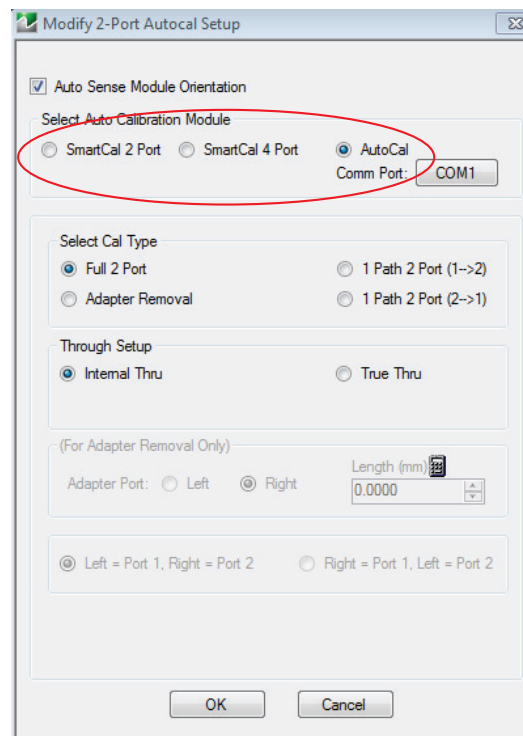 Modify 2-Port Autocal Setup
Auto Sense Module Orientation
Select Auto Calibration Module
SmartCal 2 Port SmartCal 4 Port AutoCal
Comm Port: COM1
Select Cal Type
Full 2 Port 1 Path 2 Port (1-->2)
Adapter Removal 1 Path 2 Port (2-->1)
Through Setup
Internal Thru True Thru
(For Adapter Removal Only)
Length (mm)
Adapter Port: Left Right 0.0000
Left = Port 1, Right = Port 2 Right = Port 1, Left = Port 2
OK Cancel